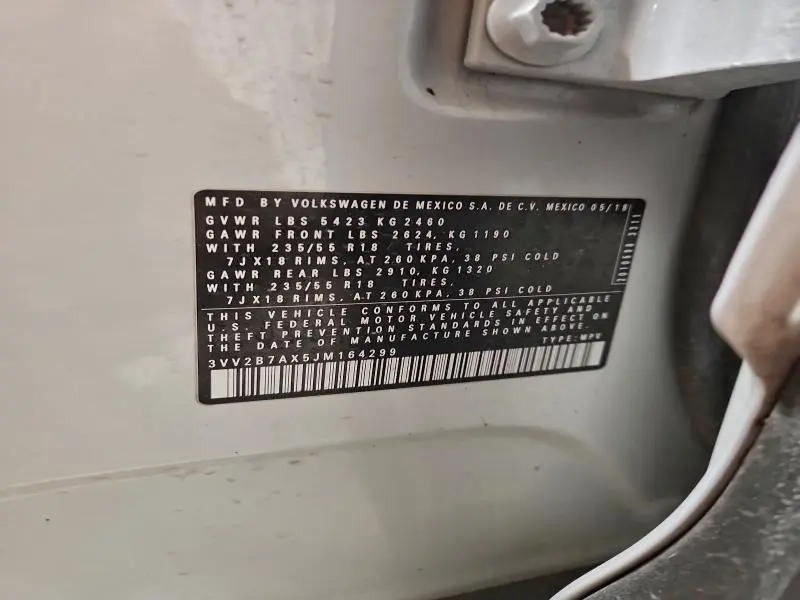 MFD BY VOLKSWAGEN DE MEXICO S.A. DE C.V. MEXICO 05/18
GVWR LBS 5423 KG 2460
GAWR FRONT LBS 2624, KG 1190
WITH 235/55 R18 TIRES,
7JX18 RIMS, AT 260 KPA, 38 PSI COLD
GAWR REAR LBS 2910, KG 1320
WITH 235/55 R18 TIRES,
7JX18 RIMS, AT 260 KPA, 38 PSI COLD
THIS VEHICLE CONFORMS TO ALL APPLICABLE
U.S. FEDERAL MOTOR VEHICLE SAFETY AND
THEFT PREVENTION STANDARDS IN EFFECT ON
THE DATE OF MANUFACTURE SHOWN ABOVE.
3VV2B7AX5JM164299 TYPE: MPV